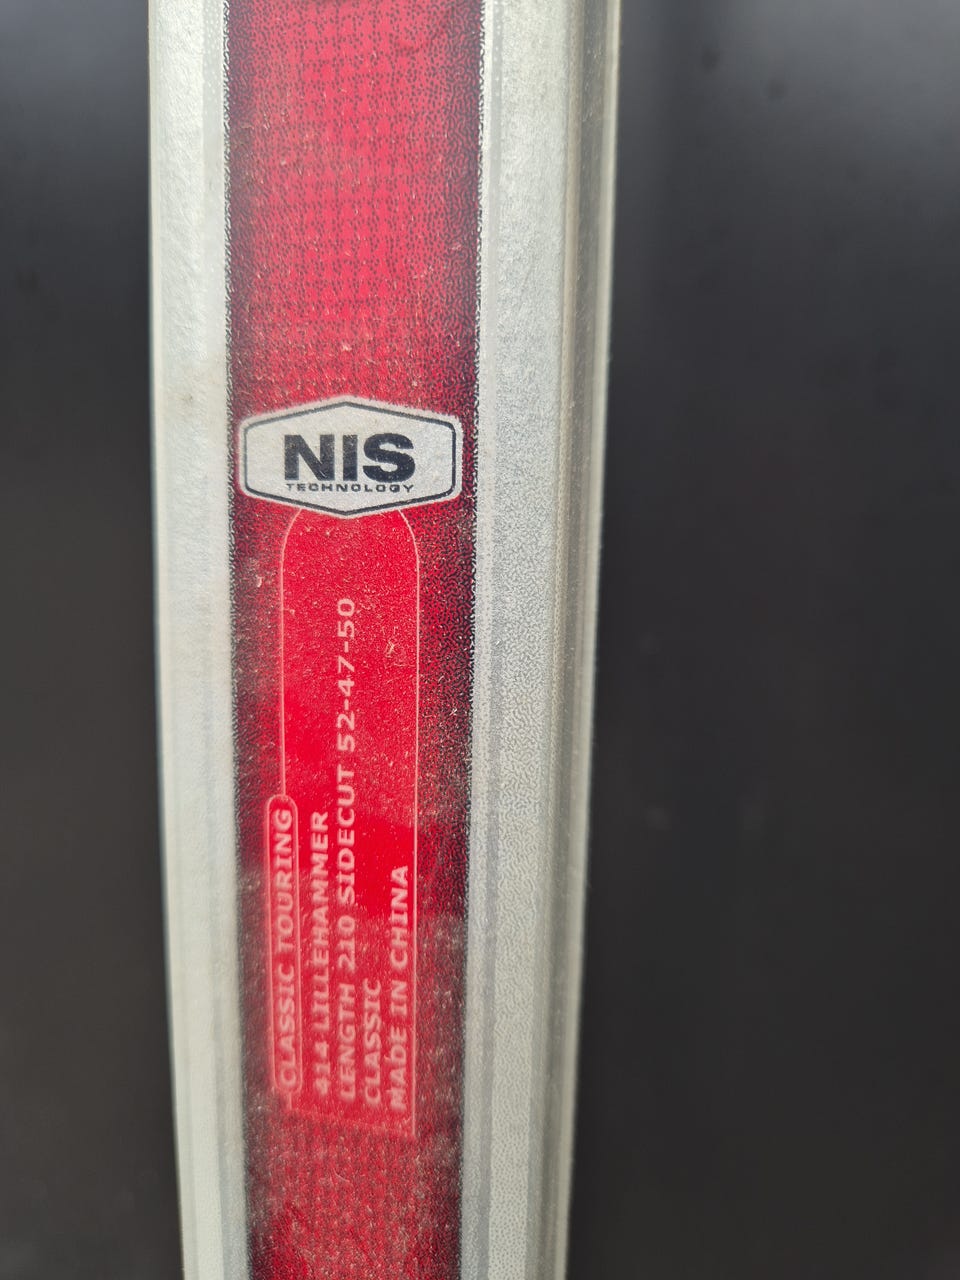 NIS
TECHNOLOGY
CLASSIC TOURING
414 LILLEHAMMER
LENGTH 210 SIDECUT 52-47-50
CLASSIC
MADE IN CHINA